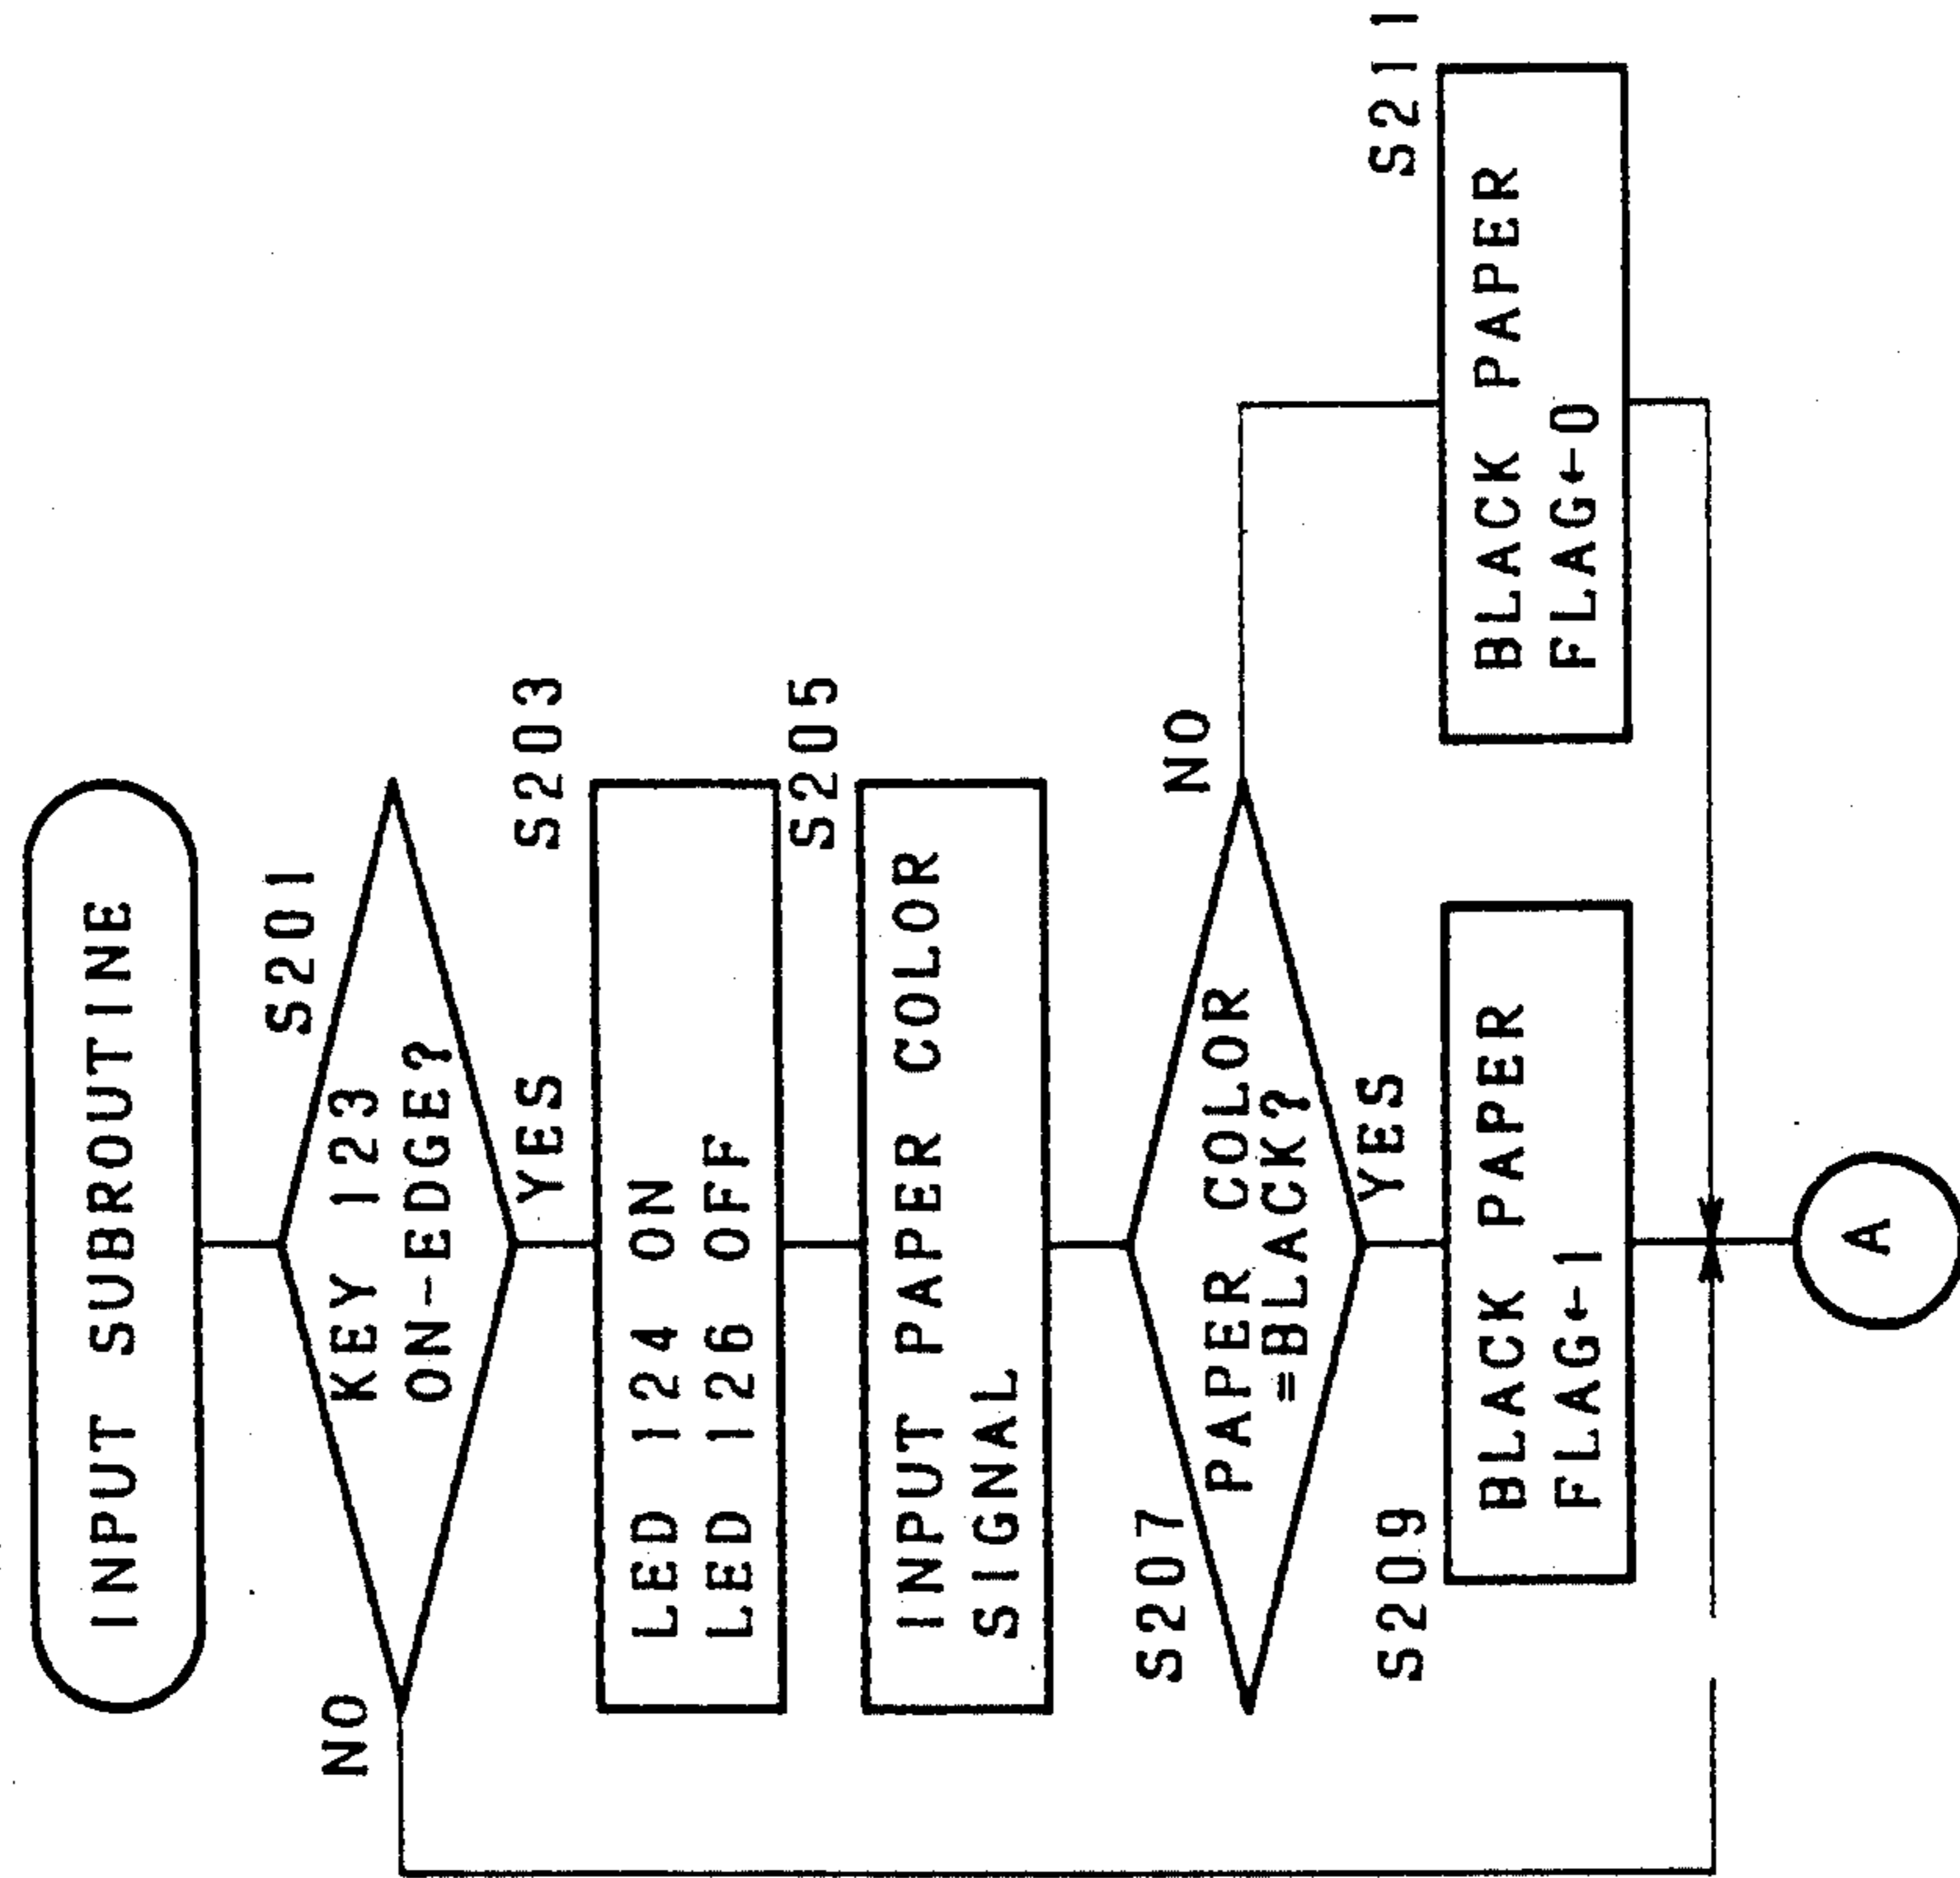 INPUT SUBROUTINE
S201
NO
KEY 123
ON-EDGE?
YES
S203
LED 124 ON
LED 126 OFF
S205
INPUT PAPER COLOR
SIGNAL
S207
NO
PAPER COLOR
=BLACK?
YES
S209
BLACK PAPER
FLAG←1
S211
BLACK PAPER
FLAG←0
A